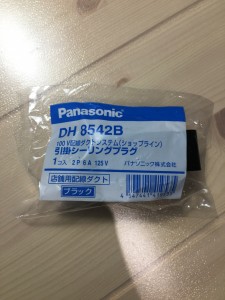 Panasonic
DH 8542B
100 V配線ダクトシステム(ショップライン)
引掛シーリングプラグ
1コ入 2P 6A 125V
パナソニック株式会社
店舗用配線ダクト
ブラック